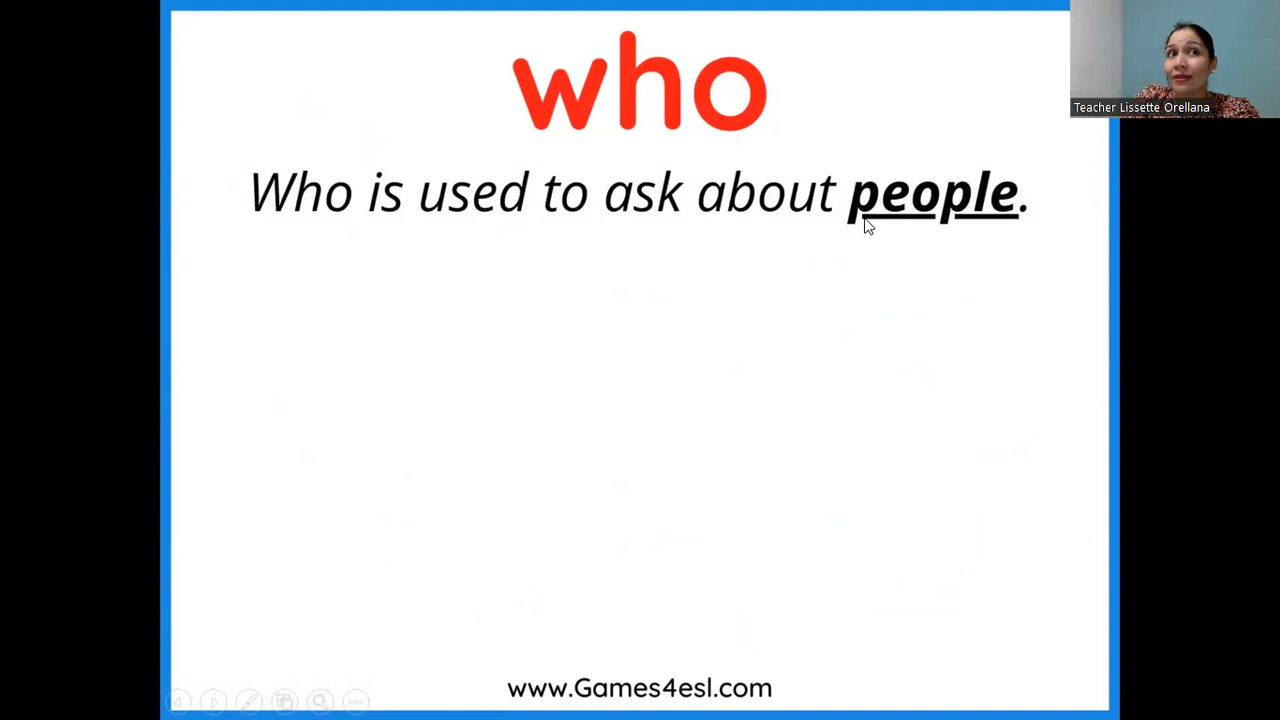 who
Teacher Lissette Orellana
Who is used to ask about people.
www.Games4esl.com